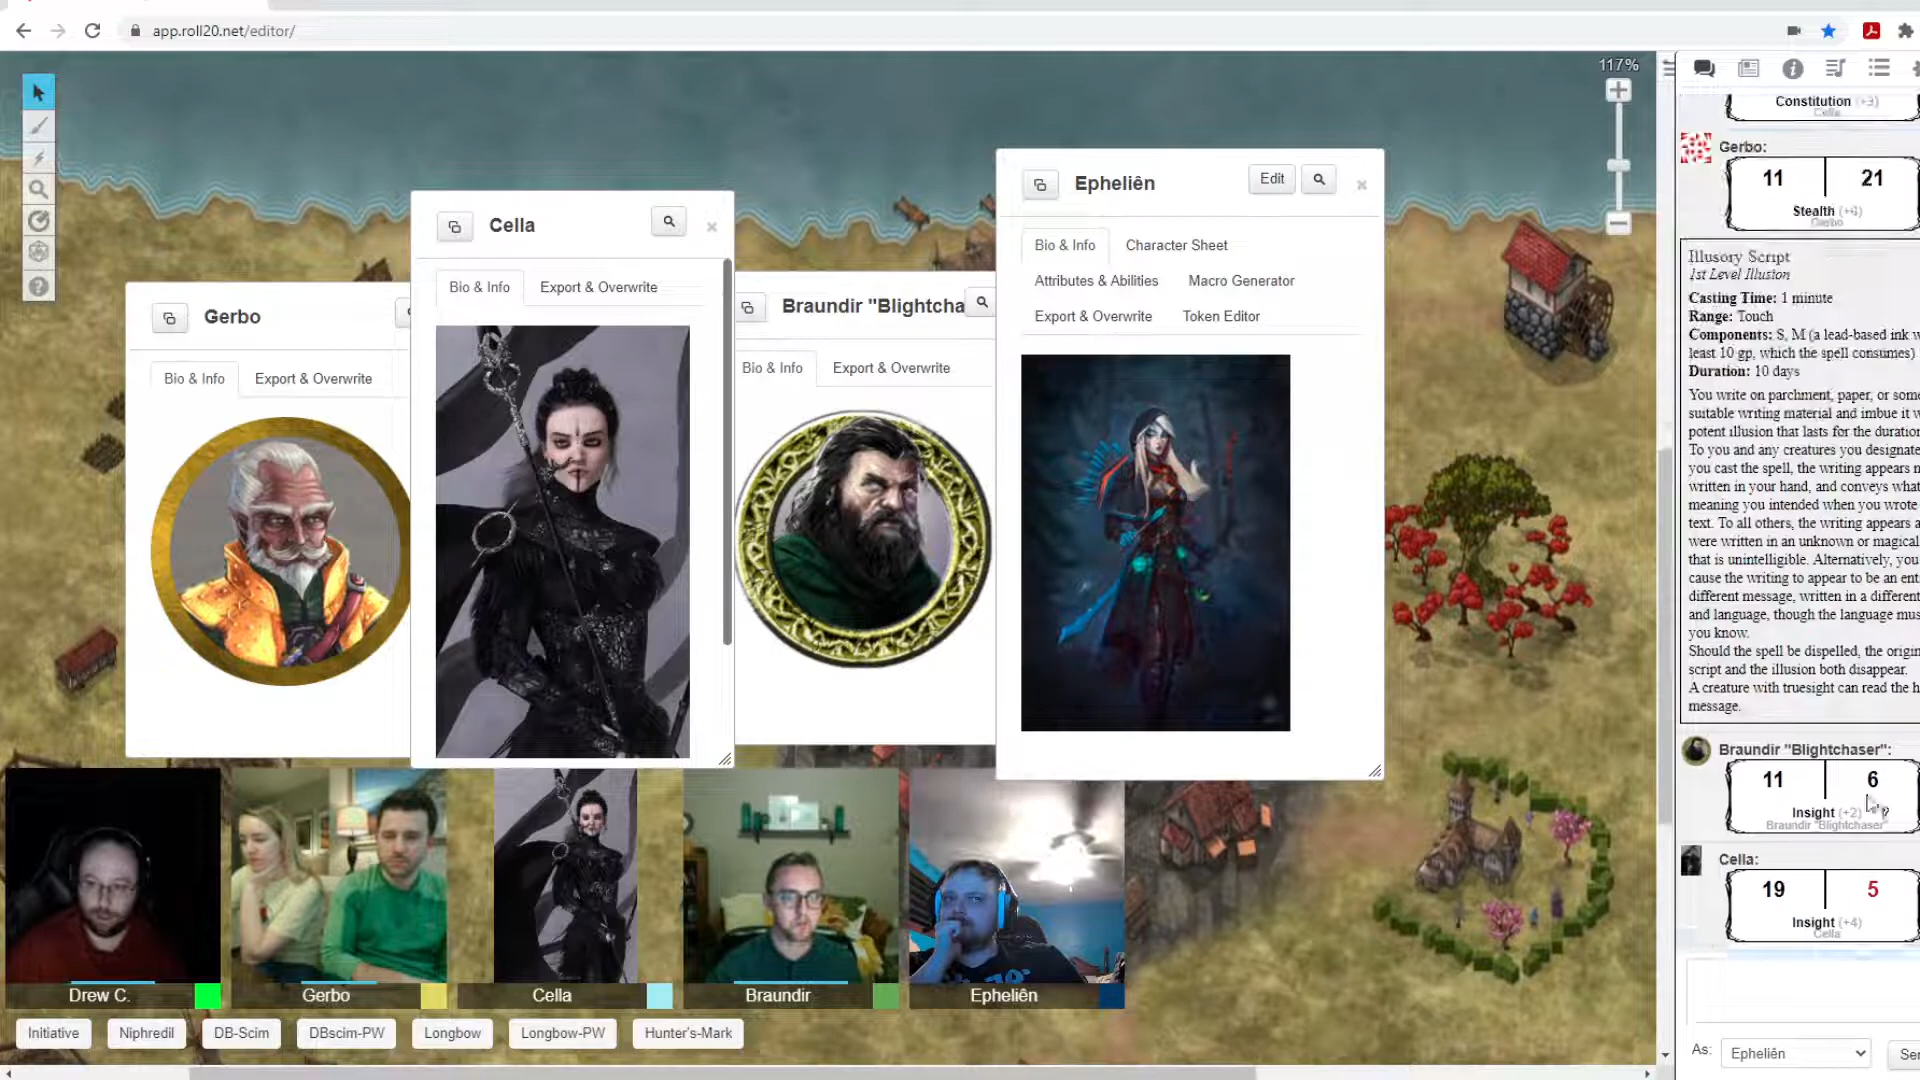 app.roll20.net/editor/
117%
Gerbo
Bio & Info
Export & Overwrite
Cella
Bio & Info
Export & Overwrite
Braundir "Blightcha
Bio & Info
Export & Overwrite
Epheliên
Edit
Bio & Info
Character Sheet
Attributes & Abilities
Macro Generator
Export & Overwrite
Token Editor
Drew C.
Gerbo
Cella
Braundir
Epheliên
Initiative
Niphredil
DB-Scim
DBscim-PW
Longbow
Longbow-PW
Hunter's-Mark
Constitution (+3)
Cella
Gerbo:
11
21
Stealth
Gerbo
Illusory Script
1st Level Illusion
Casting Time: 1 minute
Range: Touch
Components: S, M (a lead-based ink w
least 10 gp, which the spell consumes)
Duration: 10 days
You write on parchment, paper, or some
suitable writing material and imbue it w
potent illusion that lasts for the duration
To you and any creatures you designate
you cast the spell, the writing appears n
written in your hand, and conveys what
meaning you intended when you wrote
text. To all others, the writing appears a
were written in an unknown or magical
that is unintelligible. Alternatively, you
cause the writing to appear to be an ent
different message, written in a different
and language, though the language mus
you know.
Should the spell be dispelled, the origin
script and the illusion both disappear.
A creature with truesight can read the h
message.
Braundir "Blightchaser":
11
6
Insight (+2)
Braundir "Blightchaser"
Cella:
19
5
Insight (+4)
Cella
As:
Epheliên
Sen